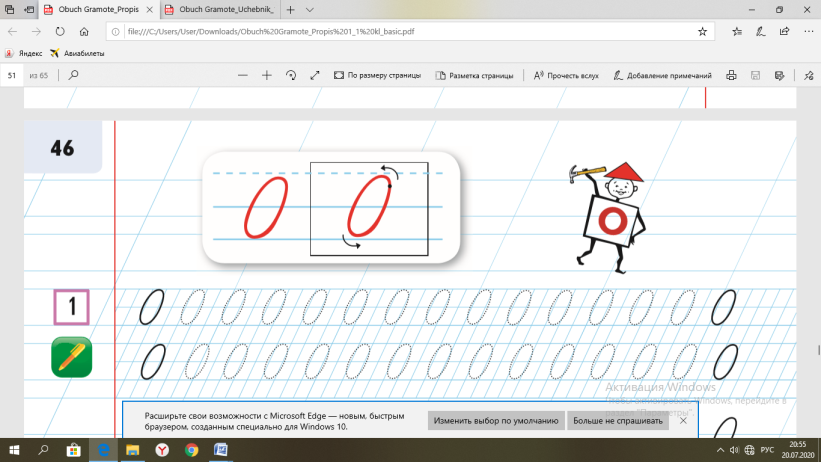 Obuch Gramote_Propis
Obuch Gramote_Uchebnik_
file:///C:/Users/User/Downloads/Obuch%20Gramote_Propis%201_1%20kl_basic.pdf
Яндекс
Авиабилеты
51 из 65
По размеру страницы
Разметка страницы
Прочесть вслух
Добавление примечаний
46
О О
О
1
О О О О О О О О О О О О О О О
О О О О О О О О О О О О О О О
Активация Windows
Windows, перейдите в
"Параметры".
Расширьте свои возможности с Microsoft Edge — новым, быстрым
браузером, созданным специально для Windows 10.
Изменить выбор по умолчанию
Больше не спрашивать
РУС
20:55
20.07.2020